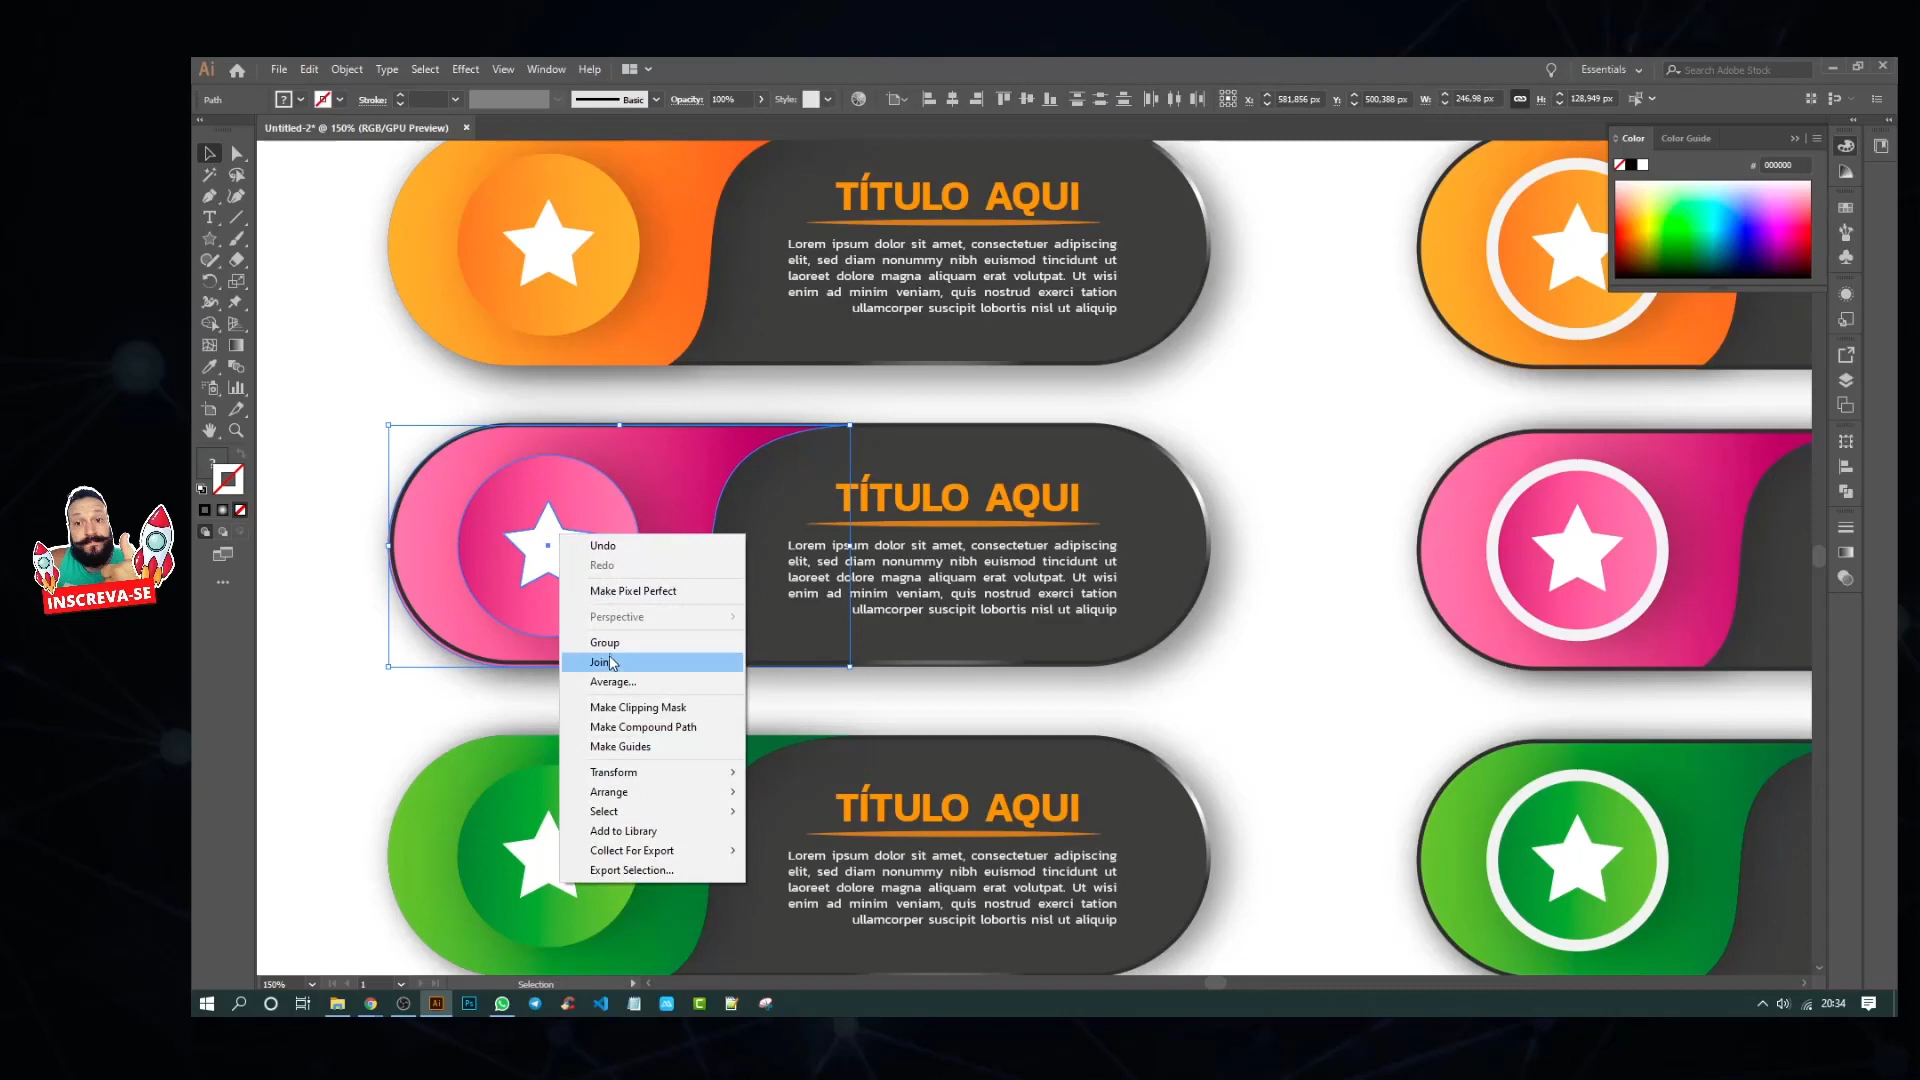 Ai File Edit Object Type Select Effect View Window Help Essentials Search Adobe Stock
Path Stroke: Basic Opacity: 100% Style: X: 581,856 px Y: 500,388 px W: 246,98 px H: 128,949 px
Untitled-2* @ 150% (RGB/GPU Preview)
Color Color Guide
# 000000
TÍTULO AQUI
Lorem ipsum dolor sit amet, consectetuer adipiscing
elit, sed diam nonummy nibh euismod tincidunt ut
laoreet dolore magna aliquam erat volutpat. Ut wisi
enim ad minim veniam, quis nostrud exerci tation
ullamcorper suscipit lobortis nisl ut aliquip
TÍTULO AQUI
Lorem ipsum dolor sit amet, consectetuer adipiscing
elit, sed diam nonummy nibh euismod tincidunt ut
laoreet dolore magna aliquam erat volutpat. Ut wisi
enim ad minim veniam, quis nostrud exerci tation
ullamcorper suscipit lobortis nisl ut aliquip
Undo
Redo
Make Pixel Perfect
Perspective
Group
Join
Average...
Make Clipping Mask
Make Compound Path
Make Guides
Transform
Arrange
Select
Add to Library
Collect For Export
Export Selection...
TÍTULO AQUI
Lorem ipsum dolor sit amet, consectetuer adipiscing
elit, sed diam nonummy nibh euismod tincidunt ut
laoreet dolore magna aliquam erat volutpat. Ut wisi
enim ad minim veniam, quis nostrud exerci tation
ullamcorper suscipit lobortis nisl ut aliquip
INSCREVA-SE
150% 1 Selection
Ai Ps C 20:34